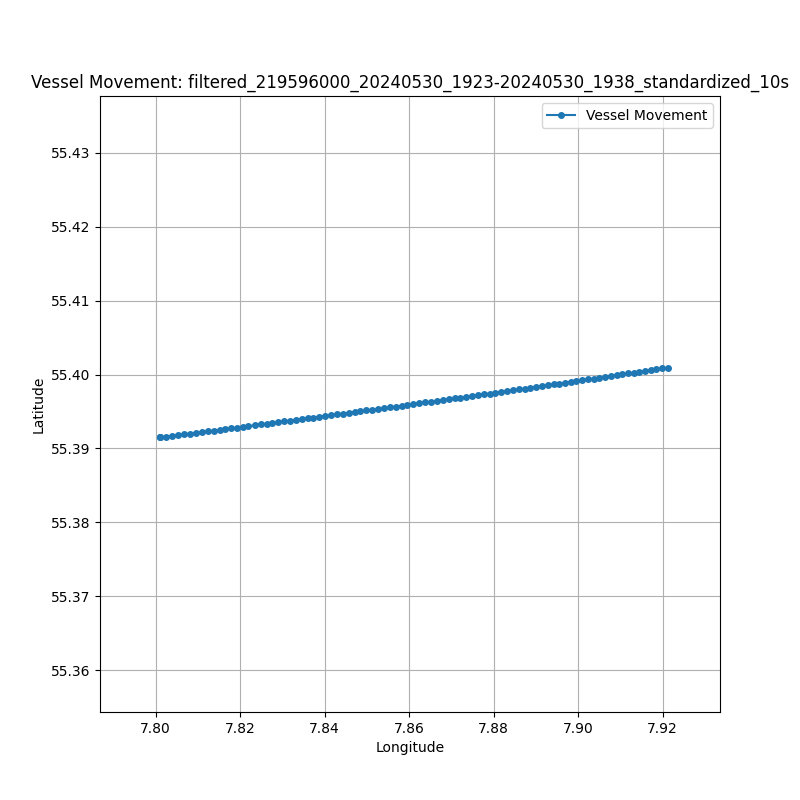 Vessel Movement: filtered_219596000_20240530_1923-20240530_1938_standardized_10s
Vessel Movement
55.43
55.42
55.41
55.40
55.39
55.38
55.37
55.36
Latitude
7.80 7.82 7.84 7.86 7.88 7.90 7.92
Longitude